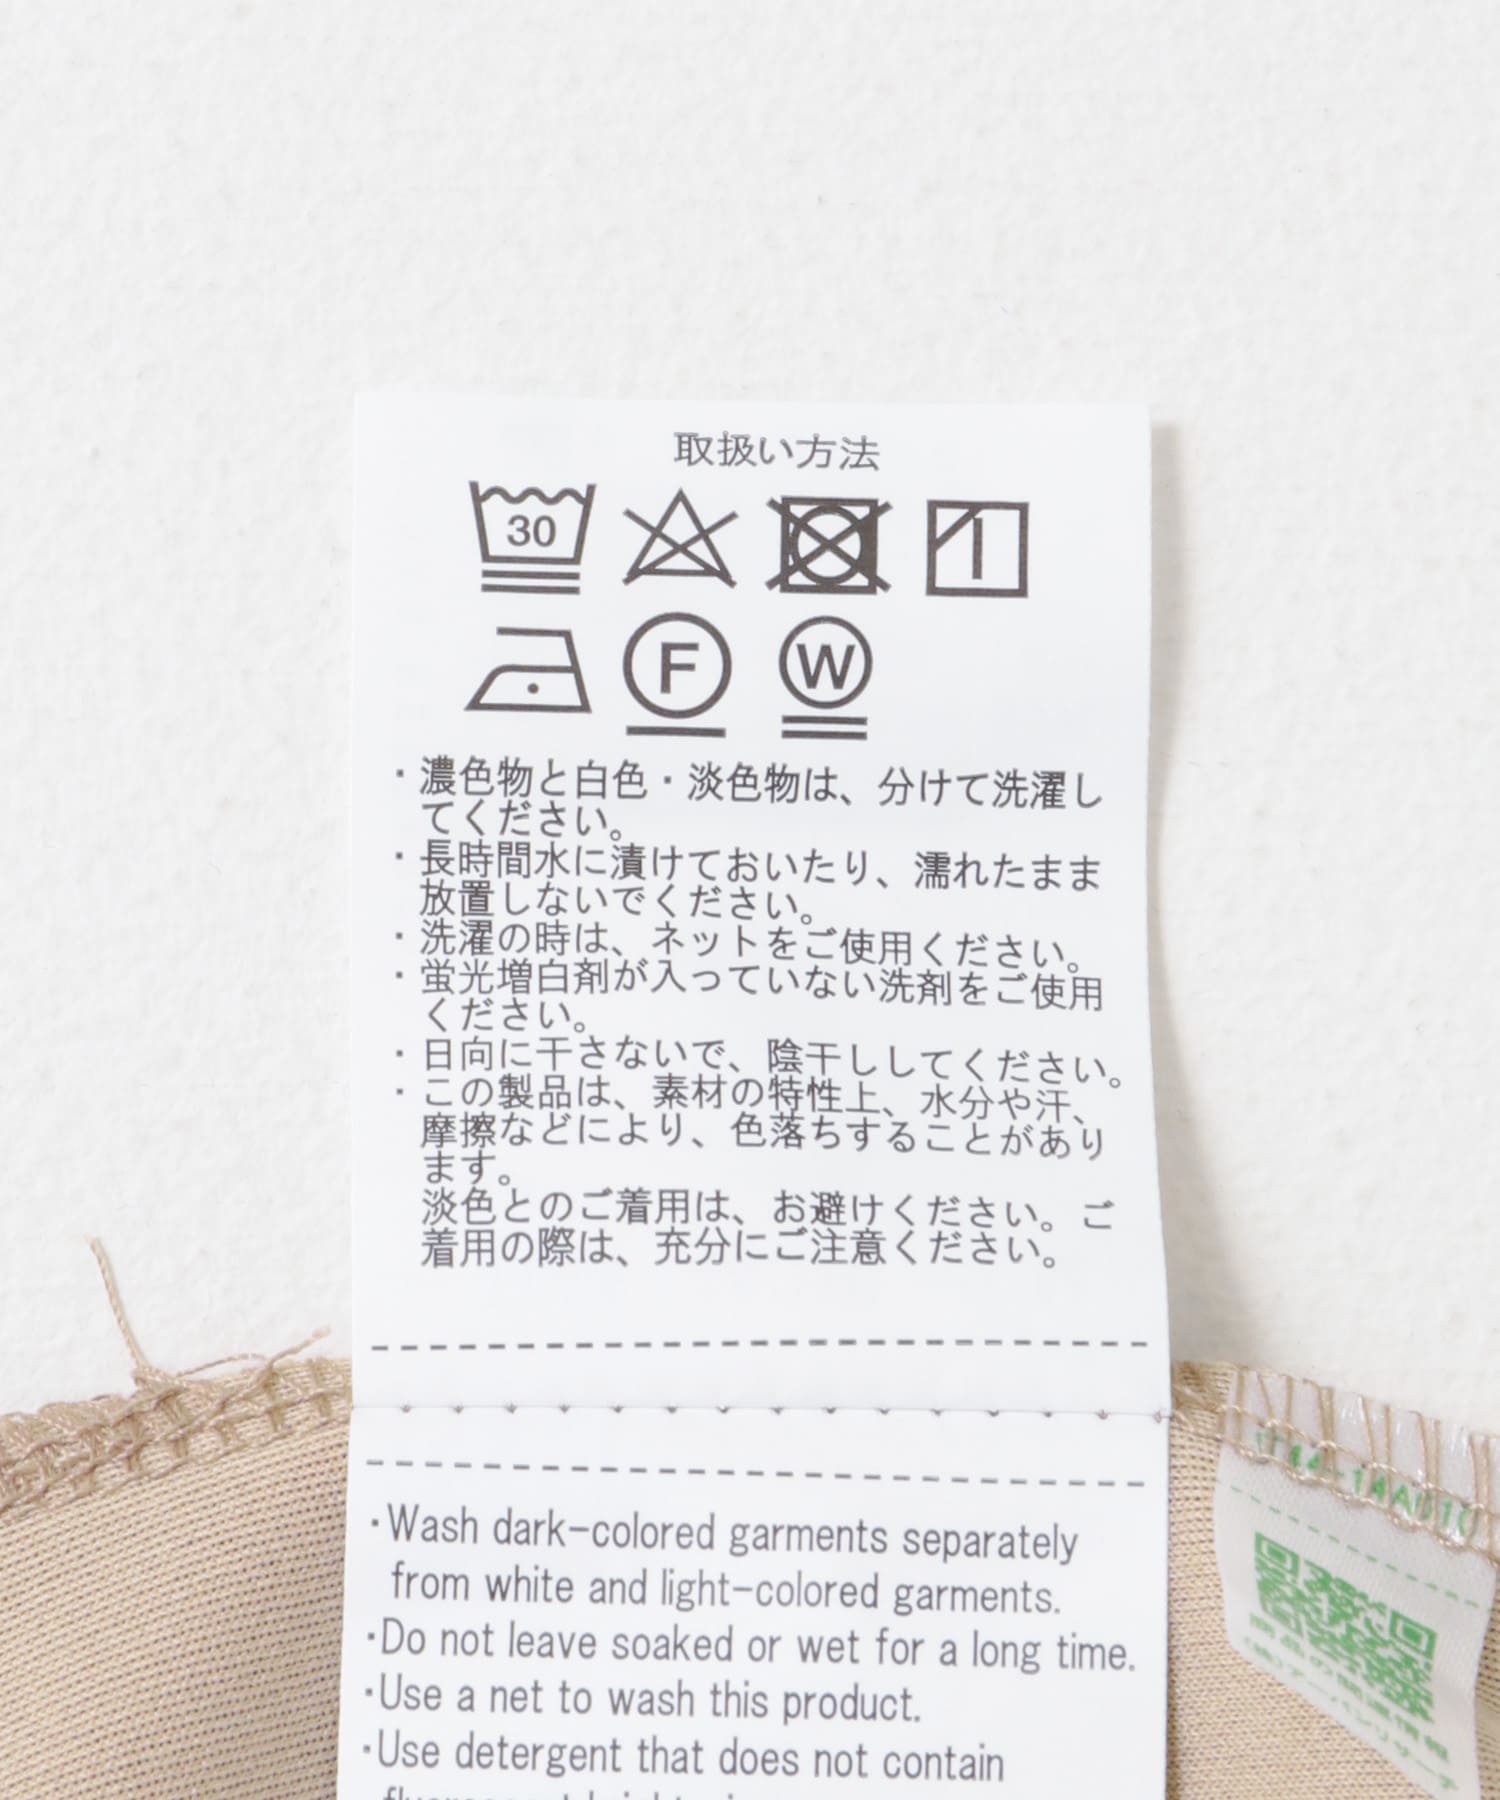 取扱い方法
30
F W
・濃色物と白色・淡色物は、分けて洗濯し
てください。
・長時間水に漬けておいたり、濡れたまま
放置しないでください。
・洗濯の時は、ネットをご使用ください。
・蛍光増白剤が入っていない洗剤をご使用
ください。
・日向に干さないで、陰干ししてください。
・この製品は、素材の特性上、水分や汗、
摩擦などにより、色落ちすることがあり
ます。
淡色とのご着用は、お避けください。ご
着用の際は、充分にご注意ください。
・Wash dark-colored garments separately
from white and light-colored garments.
・Do not leave soaked or wet for a long time.
・Use a net to wash this product.
・Use detergent that does not contain
商品の関連情報